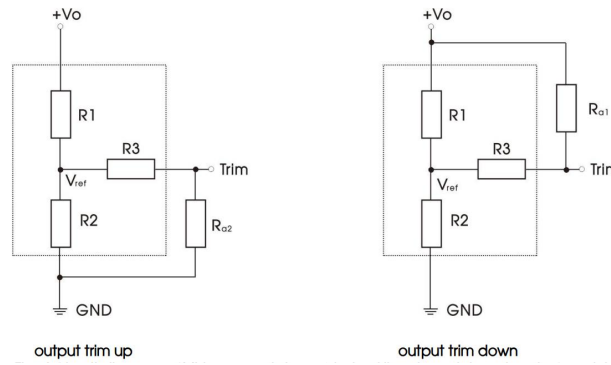 +Vo
R1
R3
Trim
Vref
R2
Ra2
GND
output trim up
+Vo
R1
Ra1
R3
Vref
R2
GND
output trim down